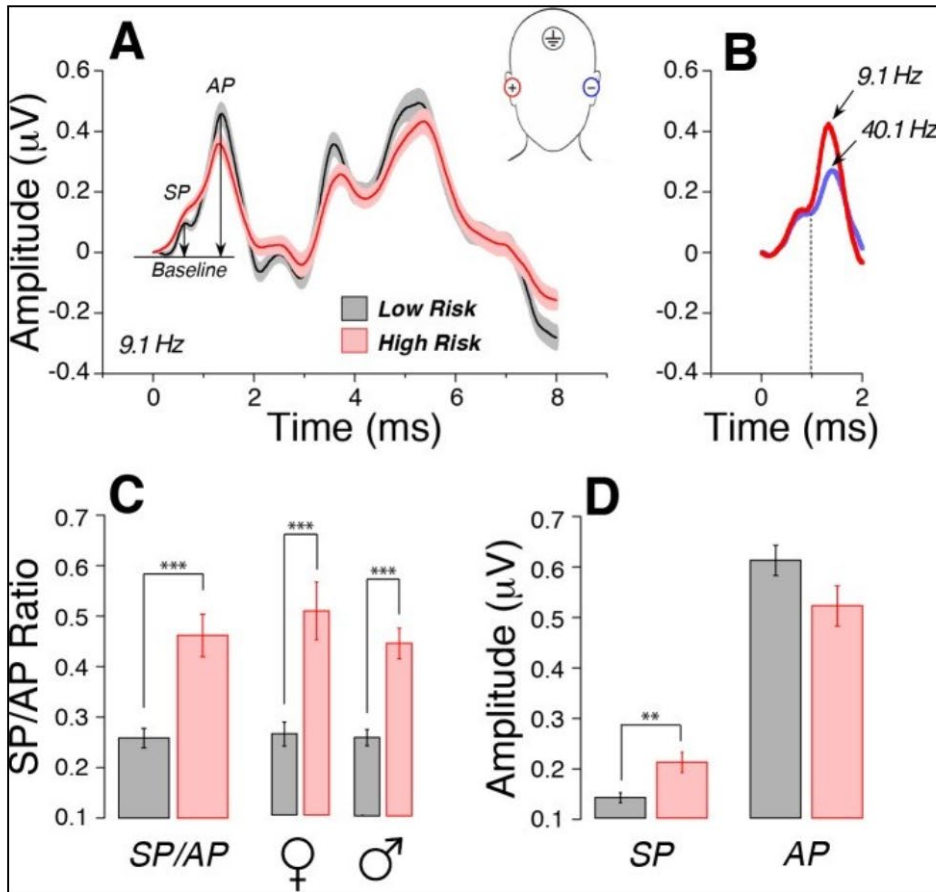 A
0.6
0.4
0.2
0
-0.2
-0.4
Amplitude (μV)
AP
SP
Baseline
9.1 Hz
Low Risk
High Risk
+
−
0
2
4
6
8
Time (ms)
B
0.6
0.4
0.2
0
-0.2
-0.4
9.1 Hz
40.1 Hz
0
2
Time (ms)
C
0.7
0.6
0.5
0.4
0.3
0.2
0.1
SP/AP Ratio
***
***
***
SP/AP
♀
♂
D
0.7
0.6
0.5
0.4
0.3
0.2
0.1
Amplitude (μV)
**
SP
AP